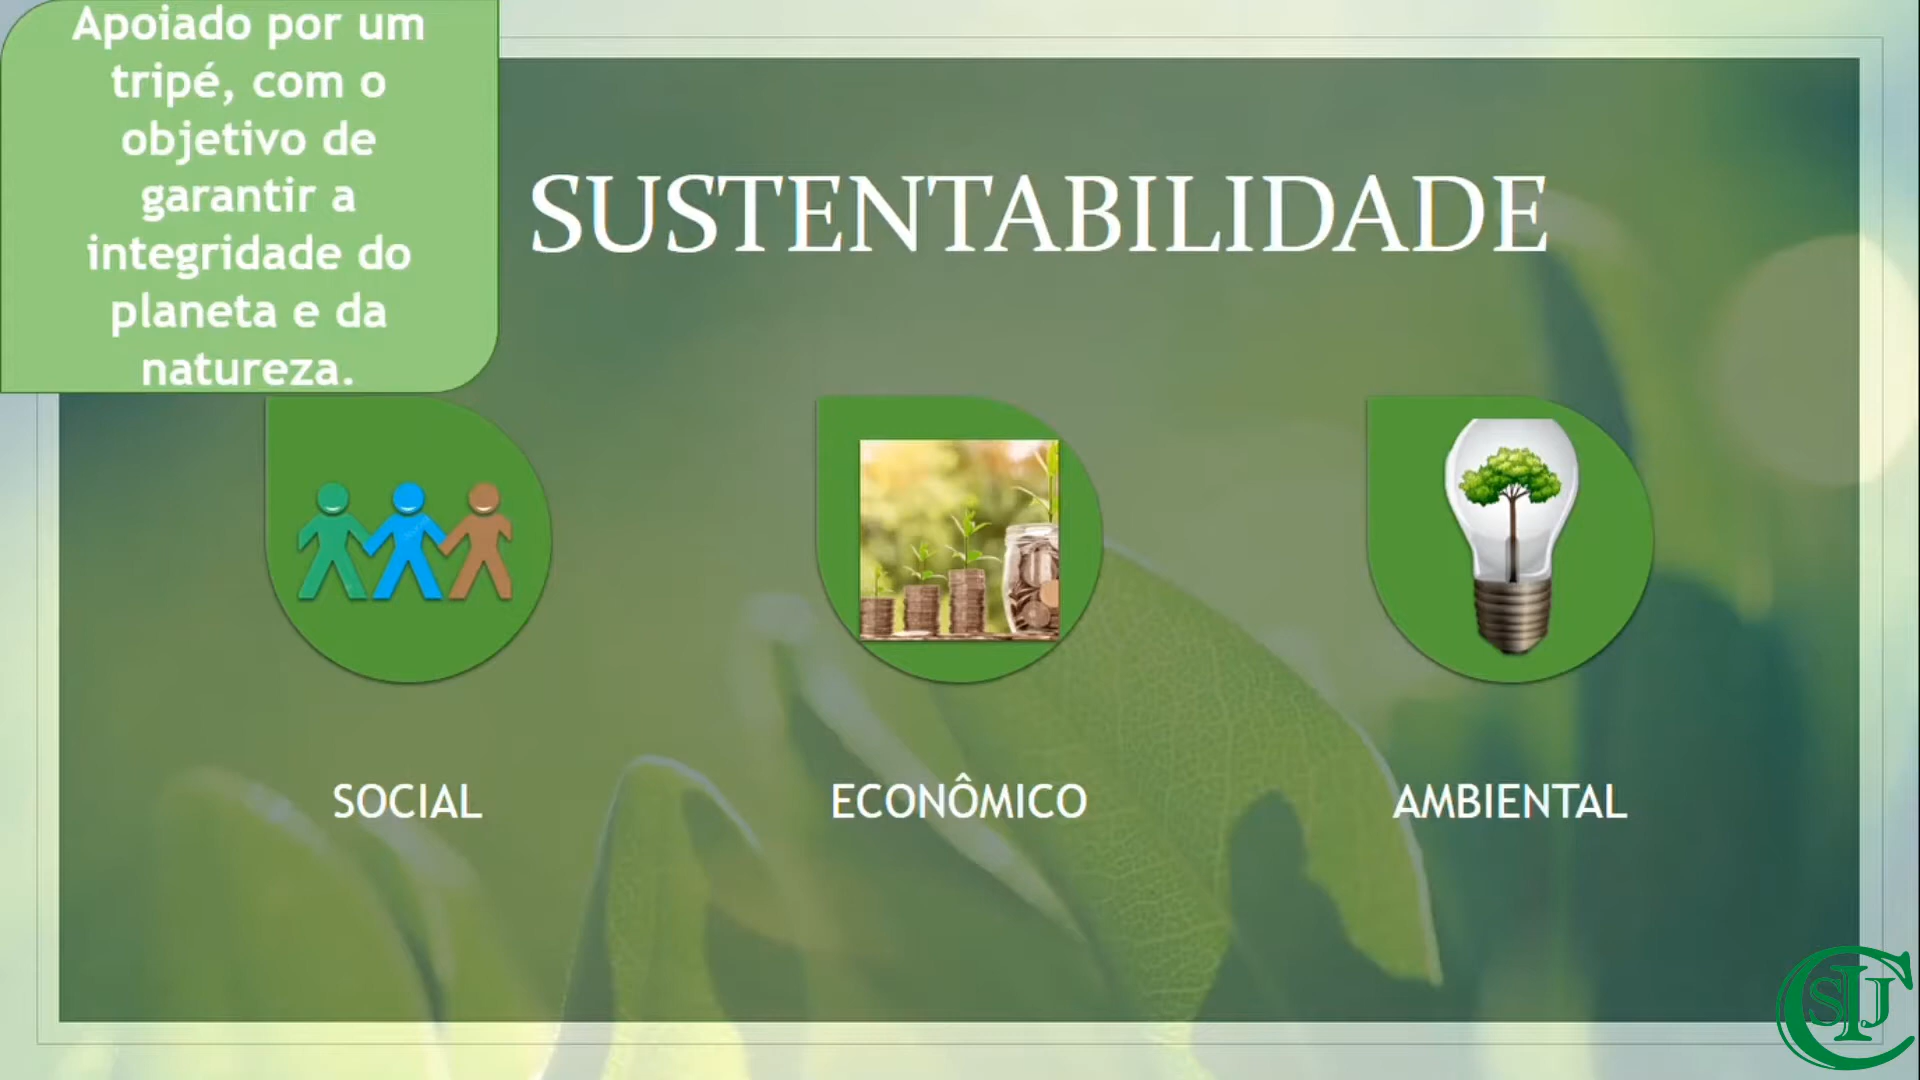 Apoiado por um
tripé, com o
objetivo de
garantir a
integridade do
planeta e da
natureza.
SUSTENTABILIDADE
SOCIAL
ECONÔMICO
AMBIENTAL